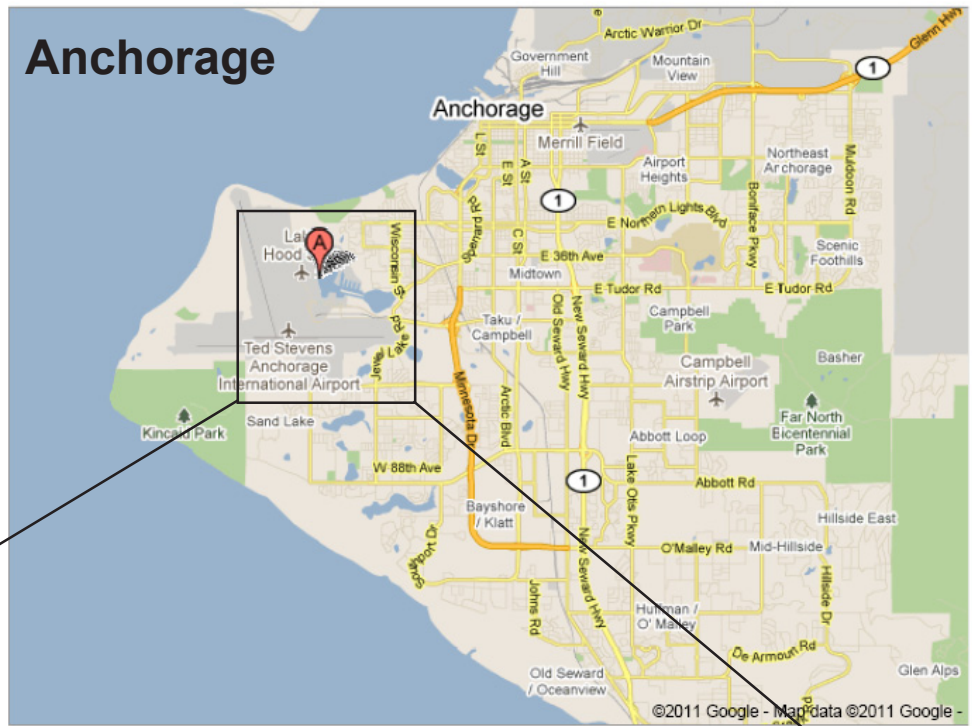 Anchorage
Arctic Warrior Dr
Glenn Hwy
Government
Hill
Mountain
View
1
Anchorage
Merrill Field
L St
E St
A St
Airport
Heights
Northeast
Anchorage
Muldoon Rd
Boniface Pkwy
1
Spenard Rd
C St
E Northern Lights Blvd
Wisconsin St
Hood
A
E 36th Ave
Scenic
Foothills
Midtown
E Tudor Rd
E Tudor Rd
Old Seward Hwy
New Seward Hwy
Taku /
Campbell
Campbell
Park
Ted Stevens
Anchorage
International Airport
Jewel Lake Rd
Minnesota Dr
Arctic Blvd
Campbell
Airstrip Airport
Basher
Kincaid Park
Sand Lake
Far North
Bicentennial
Park
Abbott Loop
W 88th Ave
1
Lake Otis Pkwy
Abbott Rd
Bayshore
/ Klatt
Hillside East
Southport Dr
New Seward Hwy
O'Malley Rd
Mid-Hillside
Hillside Dr
Johns Rd
Huffman /
O' Malley
De Armoun Rd
Old Seward
/ Oceanview
Glen Alps
©2011 Google - Map data ©2011 Google -